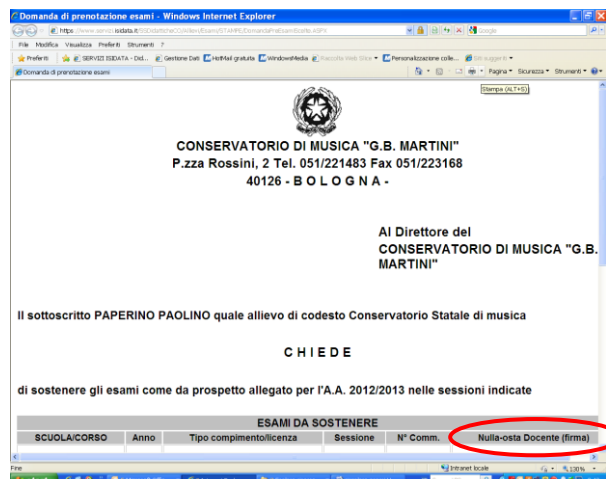 Domanda di prenotazione esami - Windows Internet Explorer
Google
File Modifica Visualizza Preferiti Strumenti ?
Preferiti SERVIZI ISIDATA - Did... Gestione Dati HotMail gratuita WindowsMedia Raccolta Web Slice Personalizzazione colle...
Domanda di prenotazione esami Pagina Sicurezza Strumenti
Stampa (ALT+S)
CONSERVATORIO DI MUSICA "G.B. MARTINI"
P.zza Rossini, 2 Tel. 051/221483 Fax 051/223168
40126 - B O L O G N A -
Al Direttore del
CONSERVATORIO DI MUSICA "G.B.
MARTINI"
Il sottoscritto PAPERINO PAOLINO quale allievo di codesto Conservatorio Statale di musica
C H I E D E
di sostenere gli esami come da prospetto allegato per l'A.A. 2012/2013 nelle sessioni indicate
ESAMI DA SOSTENERE
SCUOLA/CORSO Anno Tipo compimento/licenza Sessione N° Comm. Nulla-osta Docente (firma)
Fine Intranet locale 130%